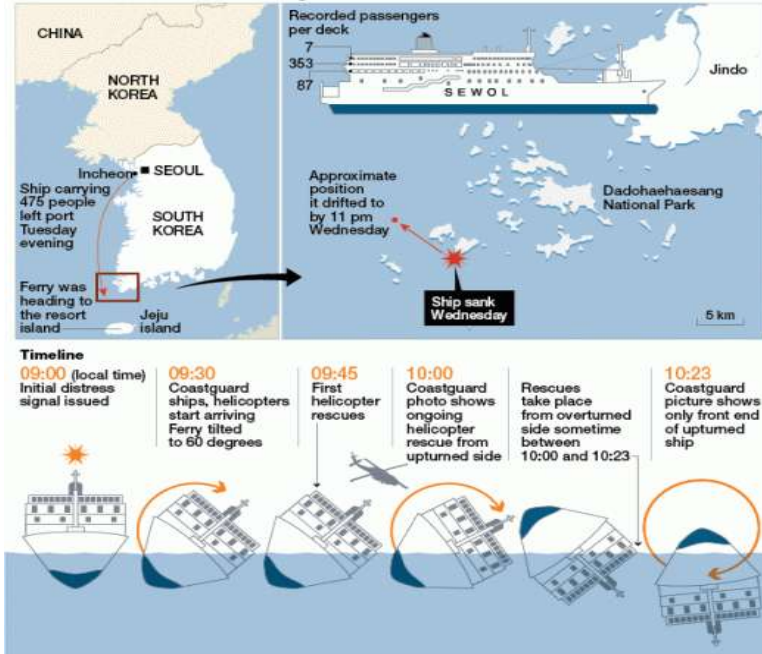 CHINA
NORTH
KOREA
Incheon
SEOUL
Ship carrying
475 people
left port
Tuesday
evening
SOUTH
KOREA
Ferry was
heading to
the resort
island
Jeju
island
Recorded passengers
per deck
7
353
87
SEWOL
Jindo
Approximate
position
it drifted to
by 11 pm
Wednesday
Dadohaehaesang
National Park
Ship sank
Wednesday
5 km
Timeline
09:00 (local time)
Initial distress
signal issued
09:30
Coastguard
ships, helicopters
start arriving
Ferry tilted
to 60 degrees
09:45
First
helicopter
rescues
10:00
Coastguard
photo shows
ongoing
helicopter
rescue from
upturned side
Rescues
take place
from overturned
side sometime
between
10:00 and 10:23
10:23
Coastguard
picture shows
only front end
of upturned
ship